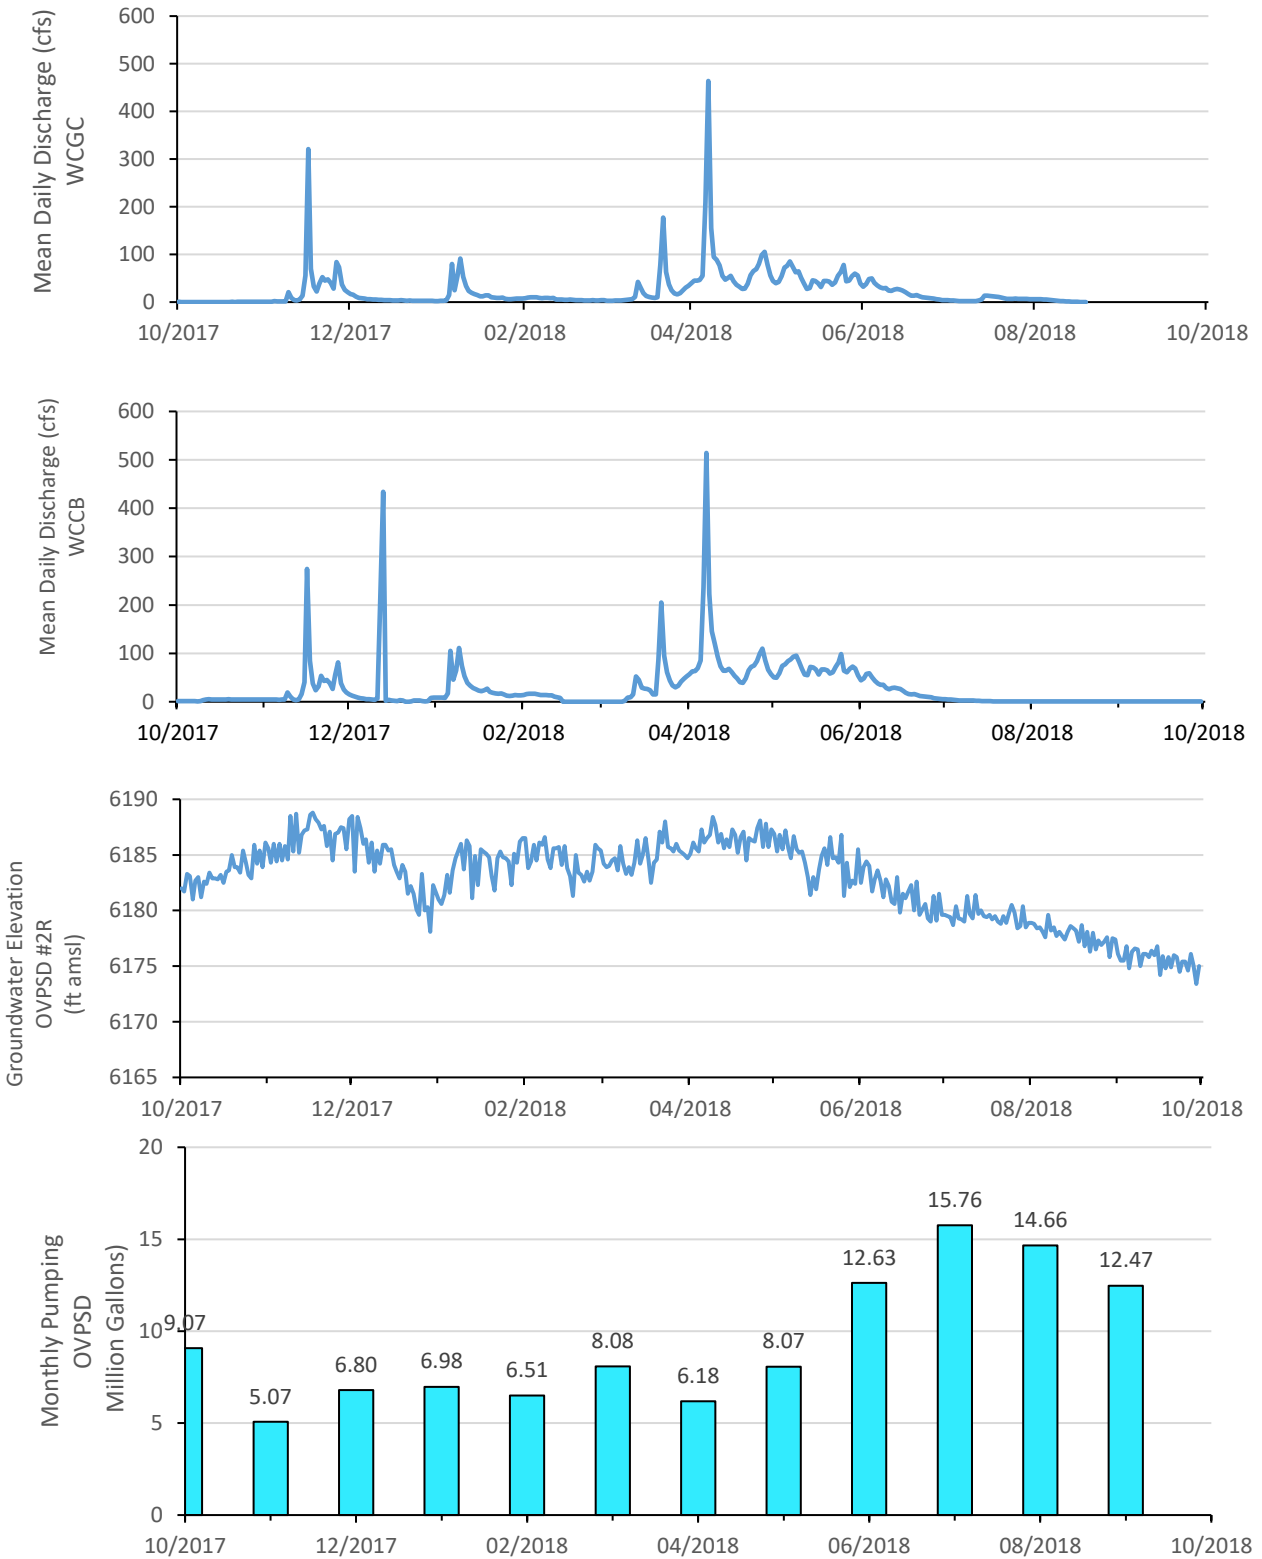 Mean Daily Discharge (cfs)
WCGC
600
500
400
300
200
100
0
10/2017 12/2017 02/2018 04/2018 06/2018 08/2018 10/2018
Mean Daily Discharge (cfs)
WCCB
600
500
400
300
200
100
0
10/2017 12/2017 02/2018 04/2018 06/2018 08/2018 10/2018
Groundwater Elevation
OVPSD #2R
(ft amsl)
6190
6185
6180
6175
6170
6165
10/2017 12/2017 02/2018 04/2018 06/2018 08/2018 10/2018
Monthly Pumping
OVPSD
Million Gallons)
20
15
10
5
0
9.07
5.07
6.80
6.98
6.51
8.08
6.18
8.07
12.63
15.76
14.66
12.47
10/2017 12/2017 02/2018 04/2018 06/2018 08/2018 10/2018